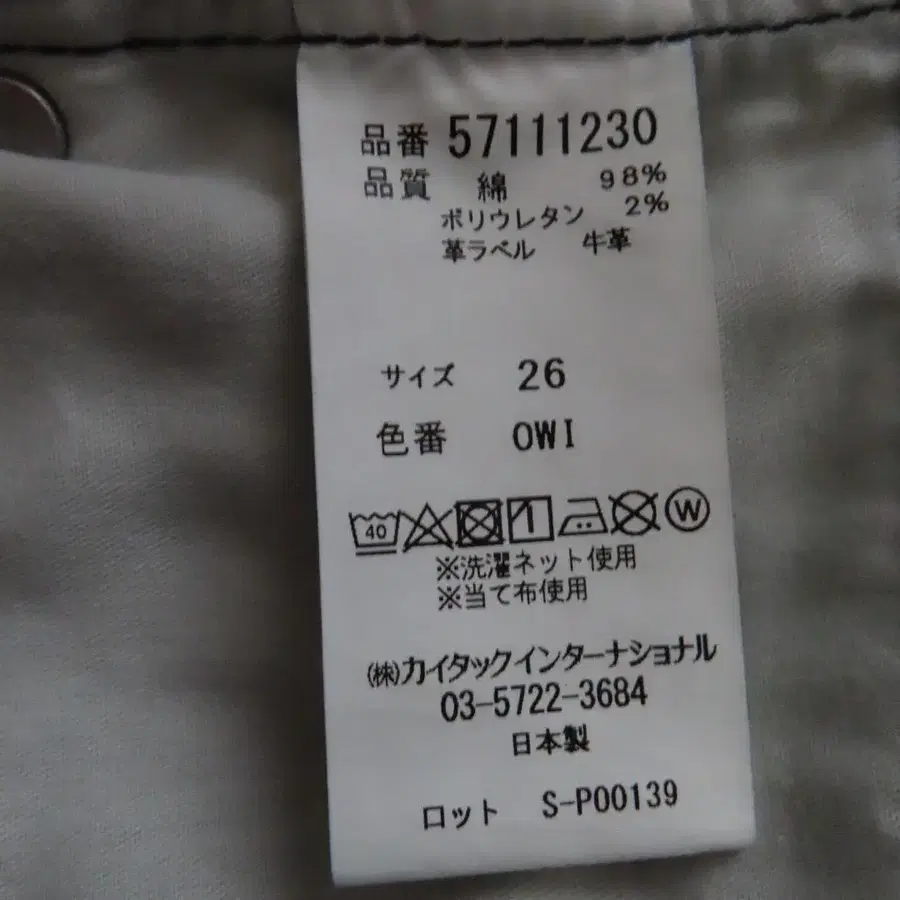 品番 57111230
品質 綿 98%
ポリウレタン 2%
革ラベル 牛革
サイズ 26
色番 OWI
40 W
※洗濯ネット使用
※当て布使用
㈱カイタックインターナショナル
03-5722-3684
日本製
ロット S-P00139